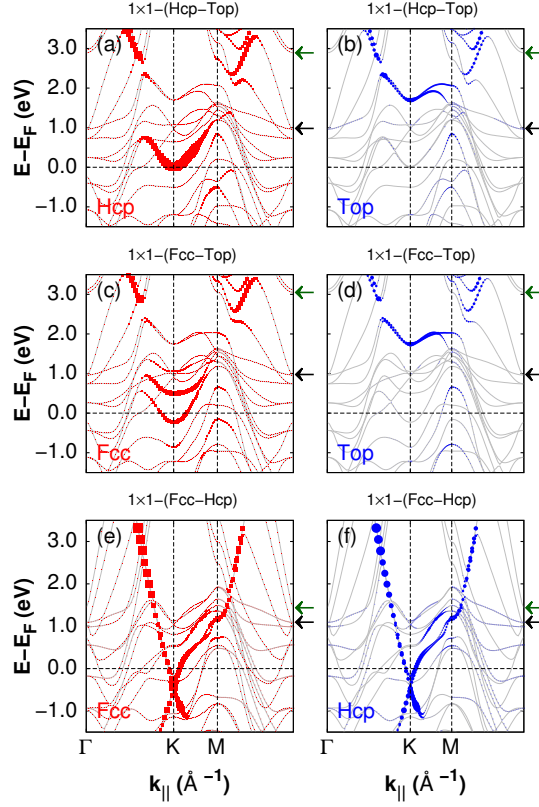 1×1−(Hcp−Top) 1×1−(Hcp−Top)
(a) (b)
3.0
2.0
1.0
0.0
−1.0
E−E_F (eV)
Hcp Top
1×1−(Fcc−Top) 1×1−(Fcc−Top)
(c) (d)
3.0
2.0
1.0
0.0
−1.0
E−E_F (eV)
Fcc Top
1×1−(Fcc−Hcp) 1×1−(Fcc−Hcp)
(e) (f)
3.0
2.0
1.0
0.0
−1.0
E−E_F (eV)
Fcc Hcp
Γ K M Γ K M
k_|| (Å⁻¹) k_|| (Å⁻¹)